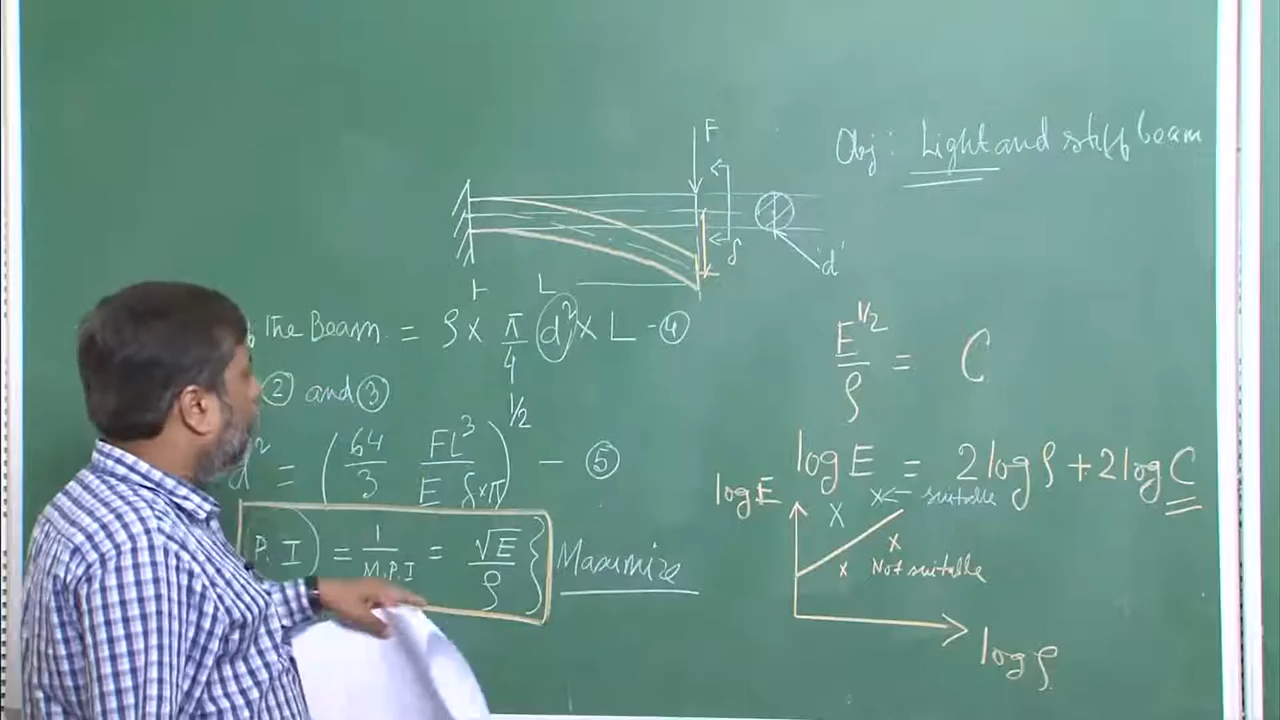 Obj: Light and stiff beam
F
δ
'd'
L
the Beam = ρ × π/4 d² × L - ④
② and ③
d² = (64/3 FL³/(E δ×π))^1/2 - ⑤
P.I) = 1/M.P.I = √E/ρ } Maximize
E^1/2/ρ = C
log E = 2 log ρ + 2 log C
log E
x x ← suitable
x x Not suitable
log ρ